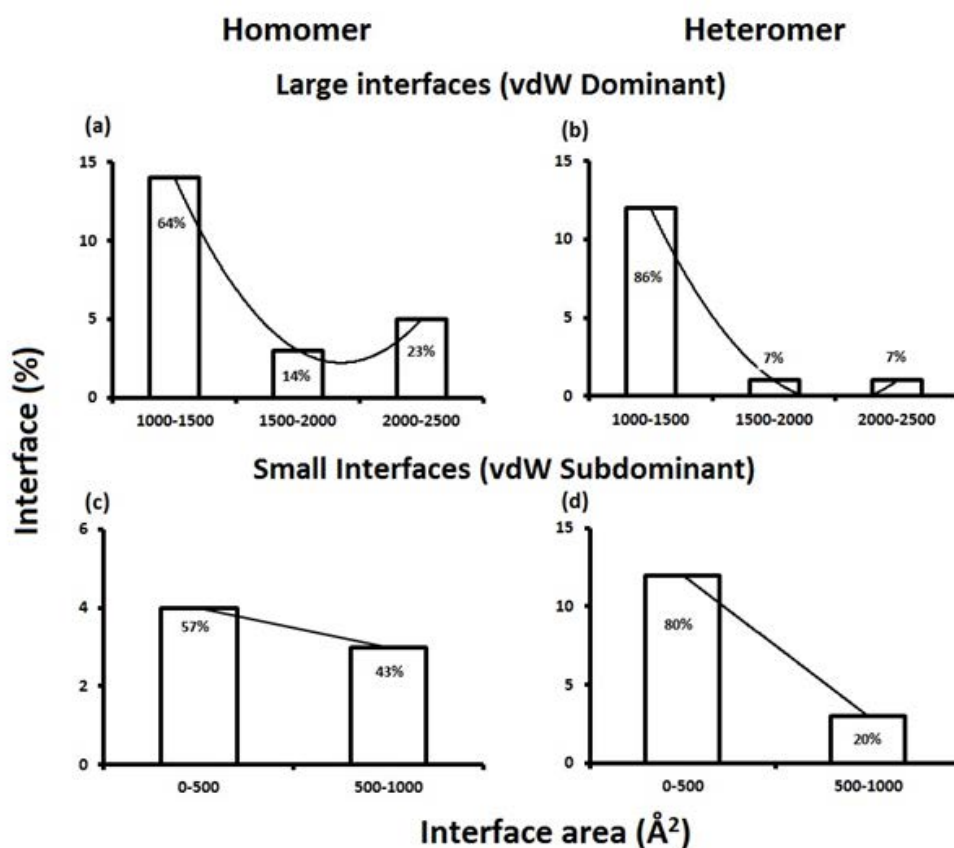 Homomer Heteromer
Large interfaces (vdW Dominant)
(a) (b)
15 15
64%
10 10
86%
5 5
14% 23% 7% 7%
0 0
1000-1500 1500-2000 2000-2500 1000-1500 1500-2000 2000-2500
Interface (%)
Small Interfaces (vdW Subdominant)
(c) (d)
6 15
4 10
57% 80%
43%
2 5
20%
0 0
0-500 500-1000 0-500 500-1000
Interface area (Å²)